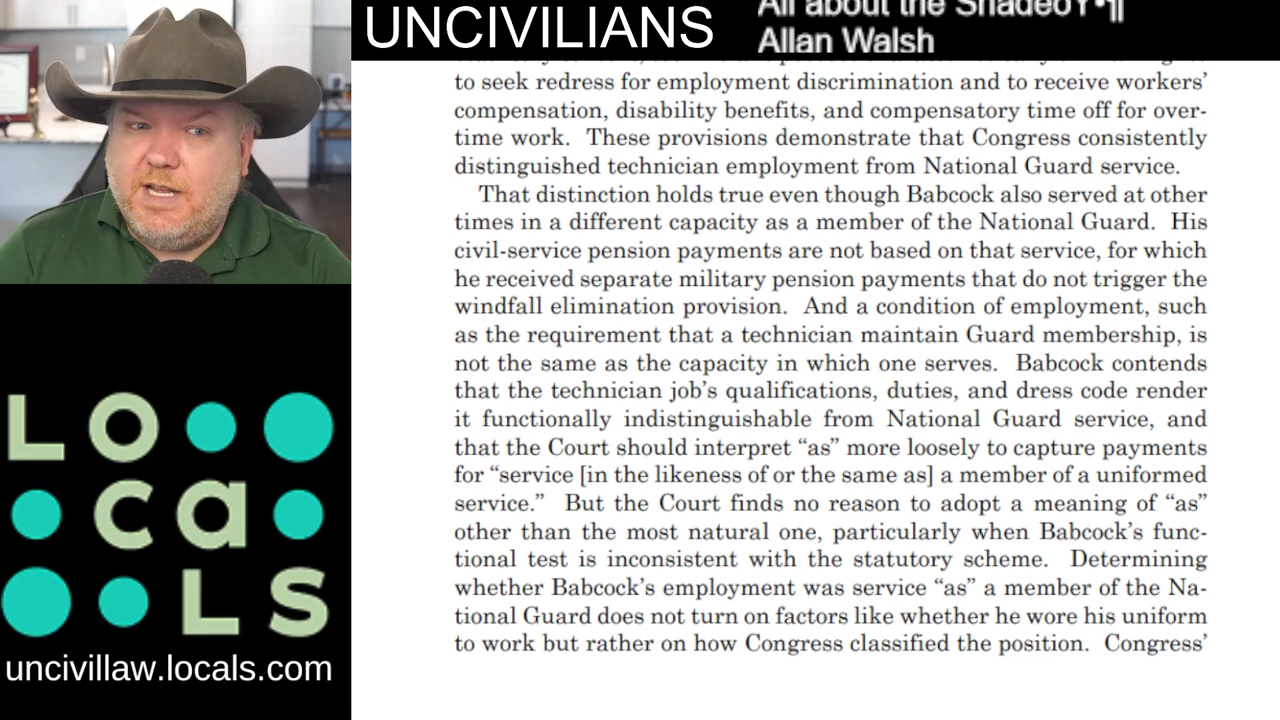 UNCIVILIANS
All about the Shadeo
Allan Walsh
to seek redress for employment discrimination and to receive workers’
compensation, disability benefits, and compensatory time off for over-
time work. These provisions demonstrate that Congress consistently
distinguished technician employment from National Guard service.
That distinction holds true even though Babcock also served at other
times in a different capacity as a member of the National Guard. His
civil-service pension payments are not based on that service, for which
he received separate military pension payments that do not trigger the
windfall elimination provision. And a condition of employment, such
as the requirement that a technician maintain Guard membership, is
not the same as the capacity in which one serves. Babcock contends
that the technician job’s qualifications, duties, and dress code render
it functionally indistinguishable from National Guard service, and
that the Court should interpret “as” more loosely to capture payments
for “service [in the likeness of or the same as] a member of a uniformed
service.” But the Court finds no reason to adopt a meaning of “as”
other than the most natural one, particularly when Babcock’s func-
tional test is inconsistent with the statutory scheme. Determining
whether Babcock’s employment was service “as” a member of the Na-
tional Guard does not turn on factors like whether he wore his uniform
to work but rather on how Congress classified the position. Congress’
LO
ca
LS
uncivillaw.locals.com